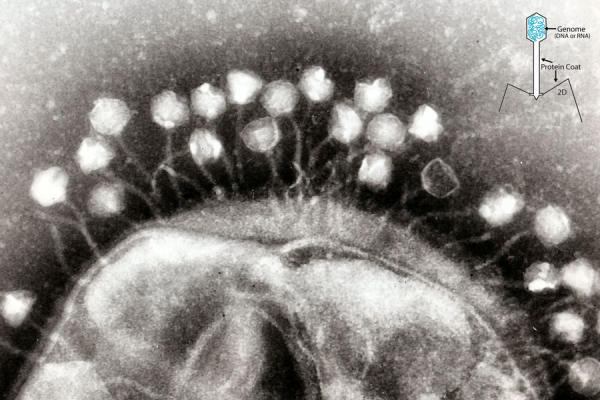 Genome
(DNA or RNA)
Protein Coat
2D